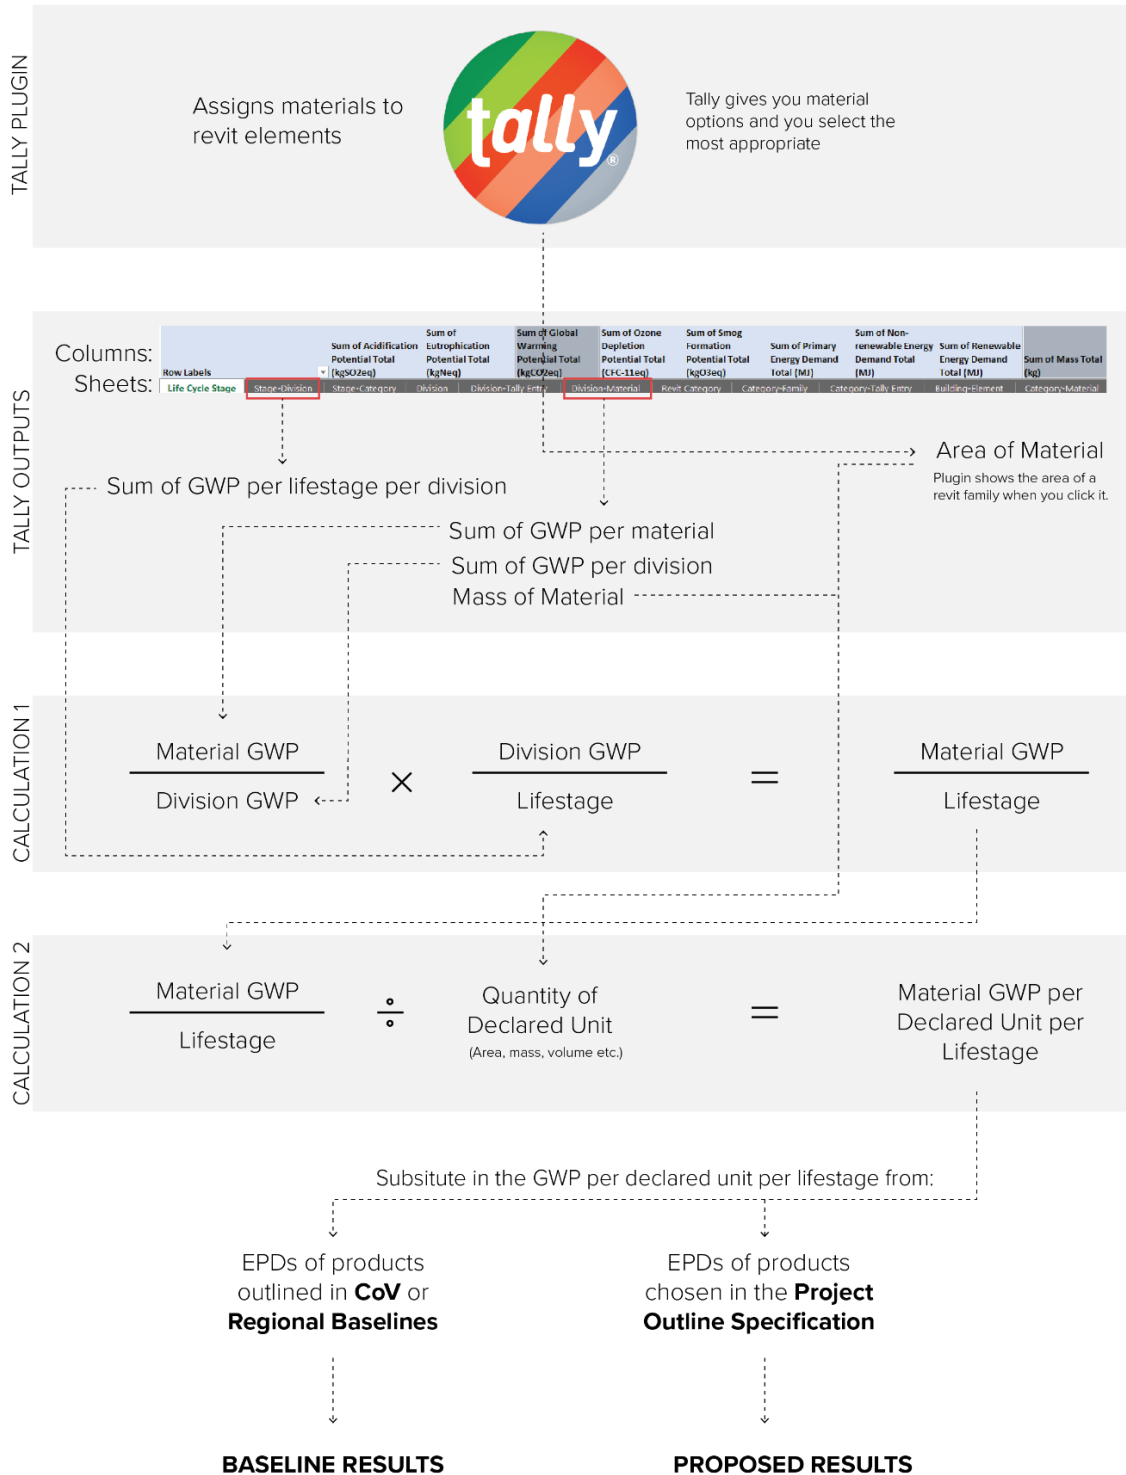 TALLY PLUGIN
Assigns materials to
revit elements
tally®
Tally gives you material
options and you select the
most appropriate
TALLY OUTPUTS
Columns:
Sheets:
Row Labels
Sum of Acidification
Potential Total
(kgSO2eq)
Sum of
Eutrophication
Potential Total
(kgNeq)
Sum of Global
Warming
Potential Total
(kgCO2eq)
Sum of Ozone
Depletion
Potential Total
(CFC-11eq)
Sum of Smog
Formation
Potential Total
(kgO3eq)
Sum of Primary
Energy Demand
Total (MJ)
Sum of Non-
renewable Energy
Demand Total
(MJ)
Sum of Renewable
Energy Demand
Total (MJ)
Sum of Mass Total
(kg)
Life Cycle Stage
Stage-Division
Stage-Category
Division
Division-Tally Entry
Division-Material
Revit Category
Category-Family
Category-Tally Entry
Building-Element
Category-Material
Area of Material
Plugin shows the area of a
revit family when you click it.
Sum of GWP per lifestage per division
Sum of GWP per material
Sum of GWP per division
Mass of Material
CALCULATION 1
Material GWP
Division GWP
×
Division GWP
Lifestage
=
Material GWP
Lifestage
CALCULATION 2
Material GWP
Lifestage
÷
Quantity of
Declared Unit
(Area, mass, volume etc.)
=
Material GWP per
Declared Unit per
Lifestage
Subsitute in the GWP per declared unit per lifestage from:
EPDs of products
outlined in CoV or
Regional Baselines
EPDs of products
chosen in the Project
Outline Specification
BASELINE RESULTS
PROPOSED RESULTS